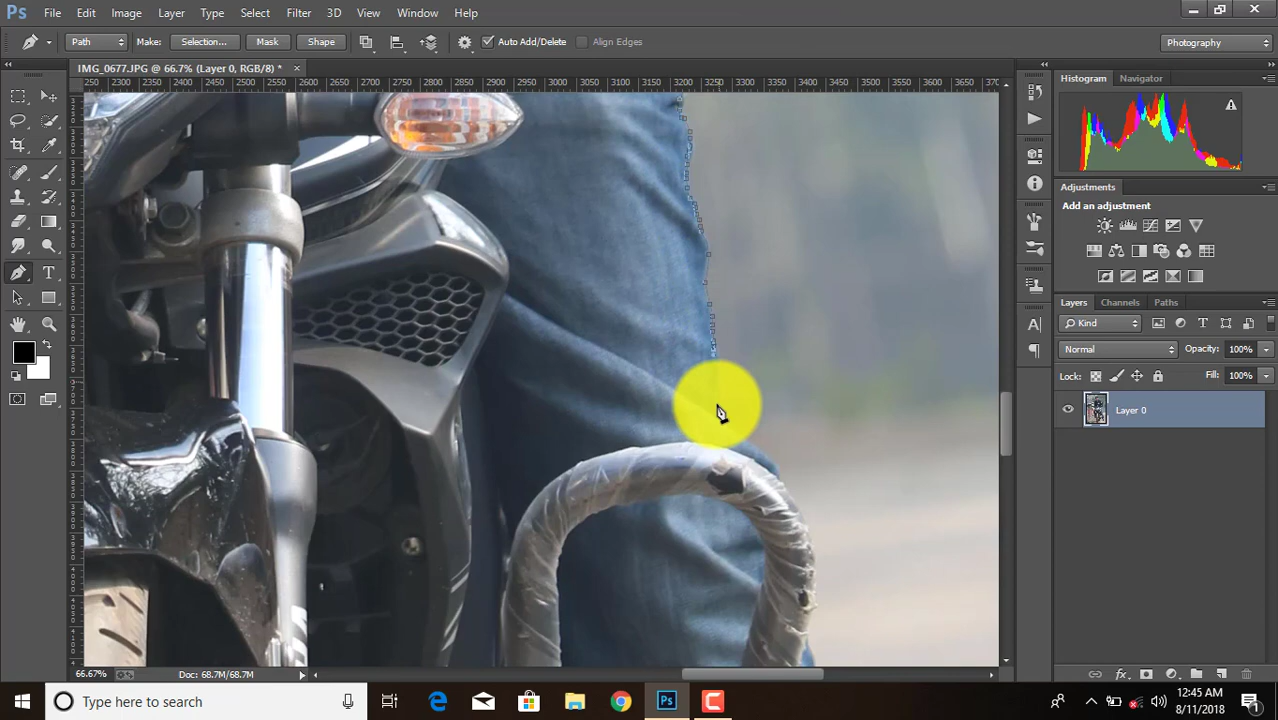 Ps File Edit Image Layer Type Select Filter 3D View Window Help
Path Make: Selection... Mask Shape Auto Add/Delete Align Edges Photography
IMG_0677.JPG @ 66.7% (Layer 0, RGB/8) *
2300 2350 2400 2450 2500 2550 2600 2650 2700 2750 2800 2850 2900 2950 3000 3050 3100 3150 3200 3250 3300 3350 3400 3450 3500 3550 3600 3650
Histogram Navigator
Adjustments
Add an adjustment
Layers Channels Paths
Kind
Normal Opacity: 100%
Lock: Fill: 100%
Layer 0
66.67% Doc: 68.7M/68.7M
Type here to search
Ps
12:45 AM
8/11/2018